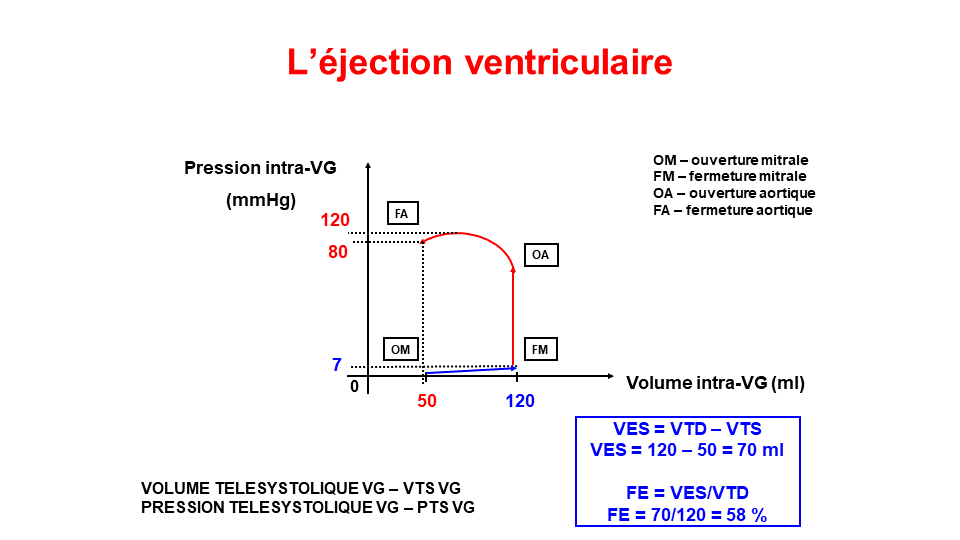 L’éjection ventriculaire
Pression intra-VG
(mmHg)
OM – ouverture mitrale
FM – fermeture mitrale
OA – ouverture aortique
FA – fermeture aortique
FA
120
80
OA
OM
FM
7
0
50
120
Volume intra-VG (ml)
VES = VTD – VTS
VES = 120 – 50 = 70 ml
FE = VES/VTD
FE = 70/120 = 58 %
VOLUME TELESYSTOLIQUE VG – VTS VG
PRESSION TELESYSTOLIQUE VG – PTS VG